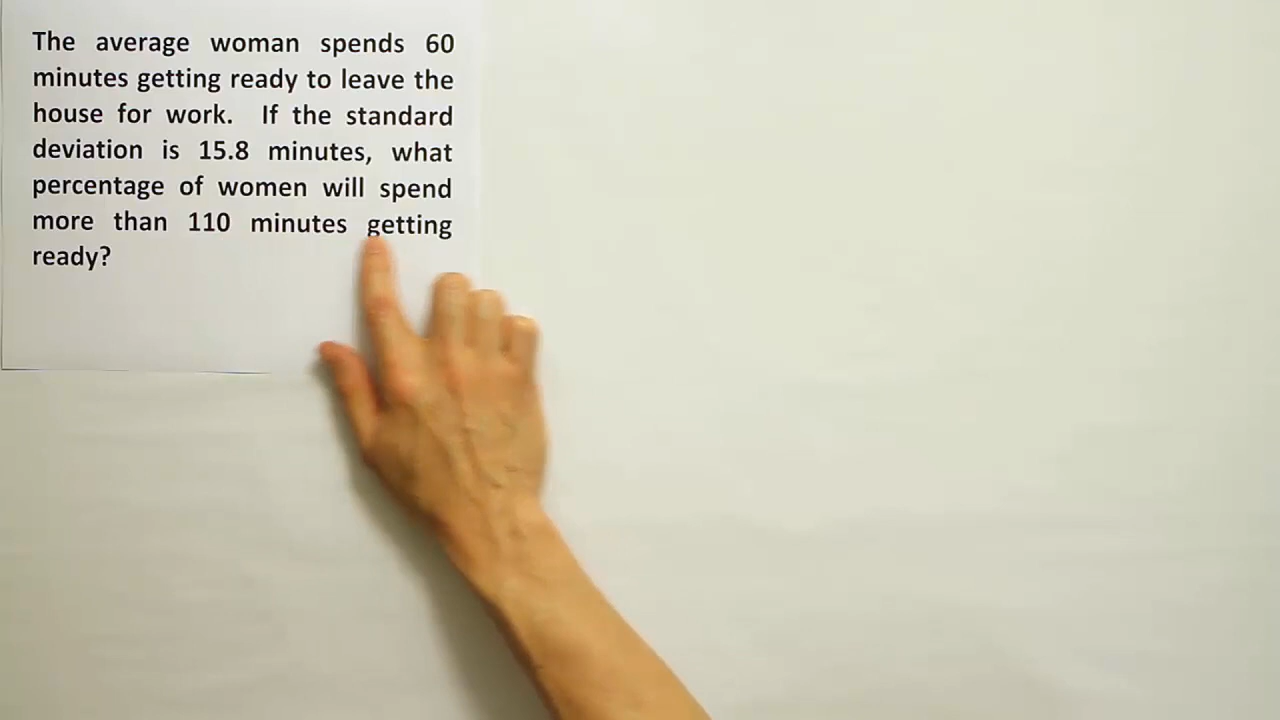 The average woman spends 60
minutes getting ready to leave the
house for work. If the standard
deviation is 15.8 minutes, what
percentage of women will spend
more than 110 minutes getting
ready?